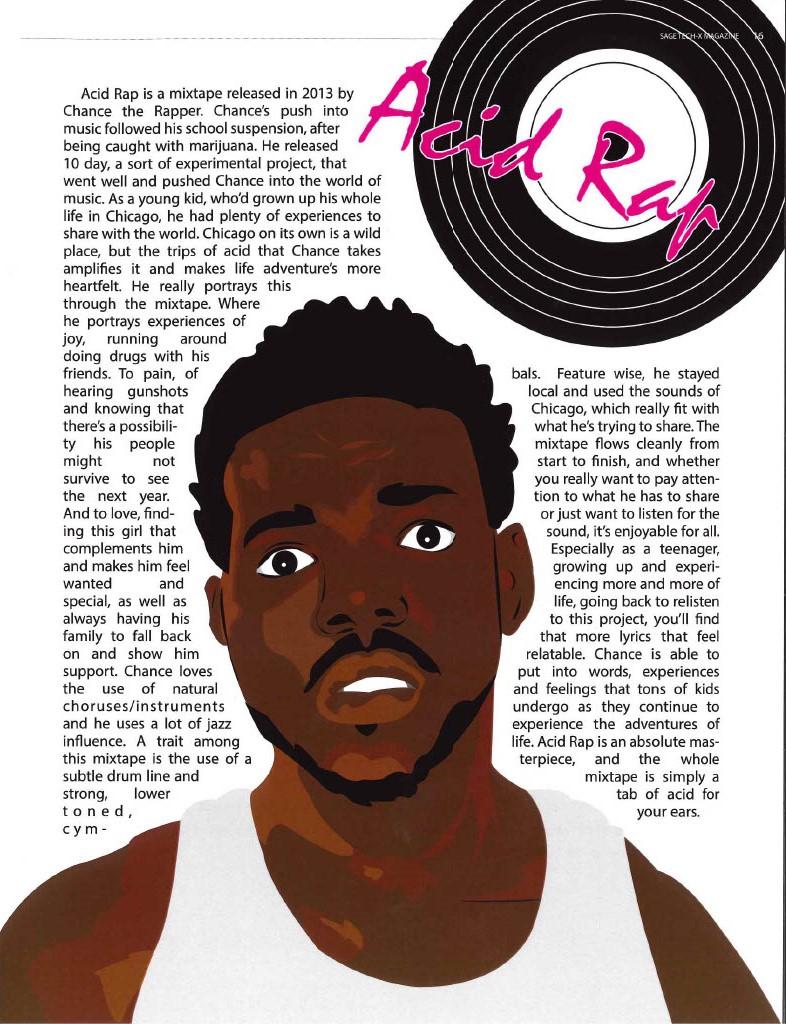 SAGE TECH-X MAGAZINE 16
Acid Rap
Acid Rap is a mixtape released in 2013 by
Chance the Rapper. Chance's push into
music followed his school suspension, after
being caught with marijuana. He released
10 day, a sort of experimental project, that
went well and pushed Chance into the world of
music. As a young kid, who'd grown up his whole
life in Chicago, he had plenty of experiences to
share with the world. Chicago on its own is a wild
place, but the trips of acid that Chance takes
amplifies it and makes life adventure's more
heartfelt. He really portrays this
through the mixtape. Where
he portrays experiences of
joy, running around
doing drugs with his
friends. To pain, of
hearing gunshots
and knowing that
there's a possibili-
ty his people
might not
survive to see
the next year.
And to love, find-
ing this girl that
complements him
and makes him feel
wanted and
special, as well as
always having his
family to fall back
on and show him
support. Chance loves
the use of natural
choruses/instruments
and he uses a lot of jazz
influence. A trait among
this mixtape is the use of a
subtle drum line and
strong, lower
toned,
cym-
bals. Feature wise, he stayed
local and used the sounds of
Chicago, which really fit with
what he's trying to share. The
mixtape flows cleanly from
start to finish, and whether
you really want to pay atten-
tion to what he has to share
or just want to listen for the
sound, it's enjoyable for all.
Especially as a teenager,
growing up and experi-
encing more and more of
life, going back to relisten
to this project, you'll find
that more lyrics that feel
relatable. Chance is able to
put into words, experiences
and feelings that tons of kids
undergo as they continue to
experience the adventures of
life. Acid Rap is an absolute mas-
terpiece, and the whole
mixtape is simply a
tab of acid for
your ears.